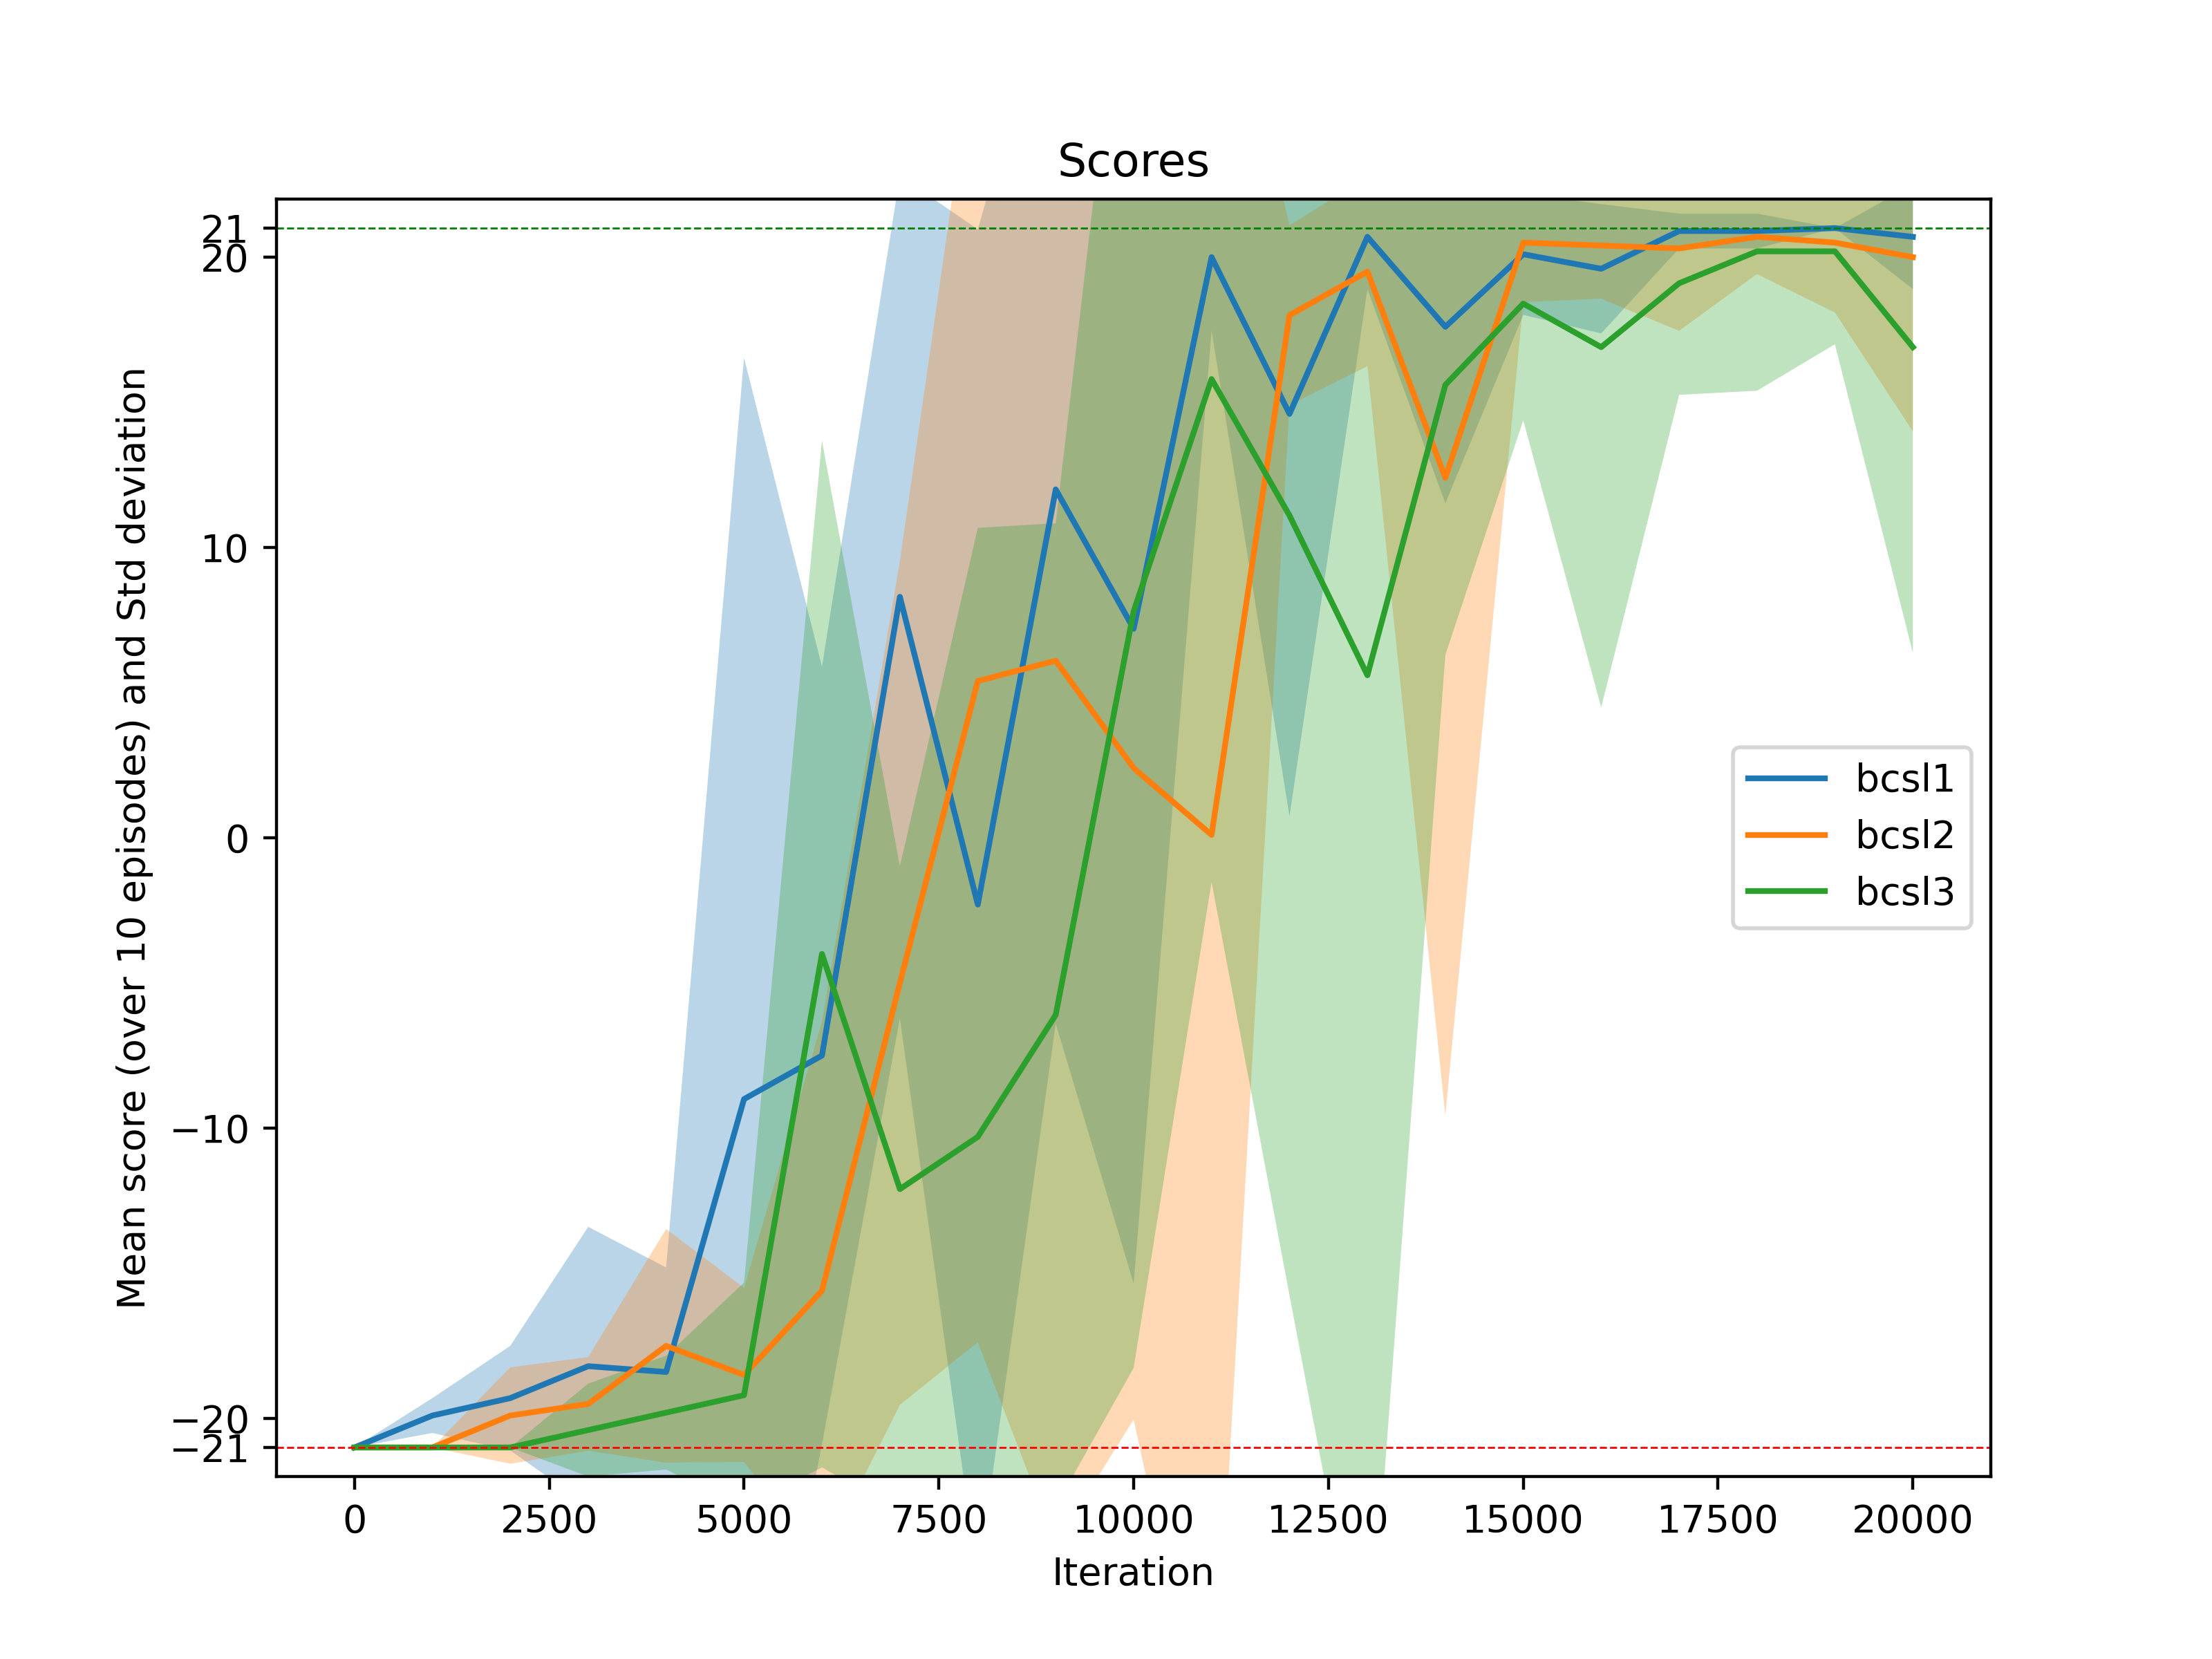 Scores
Mean score (over 10 episodes) and Std deviation
21
20
10
0
−10
−20
−21
bcsl1
bcsl2
bcsl3
0 2500 5000 7500 10000 12500 15000 17500 20000
Iteration